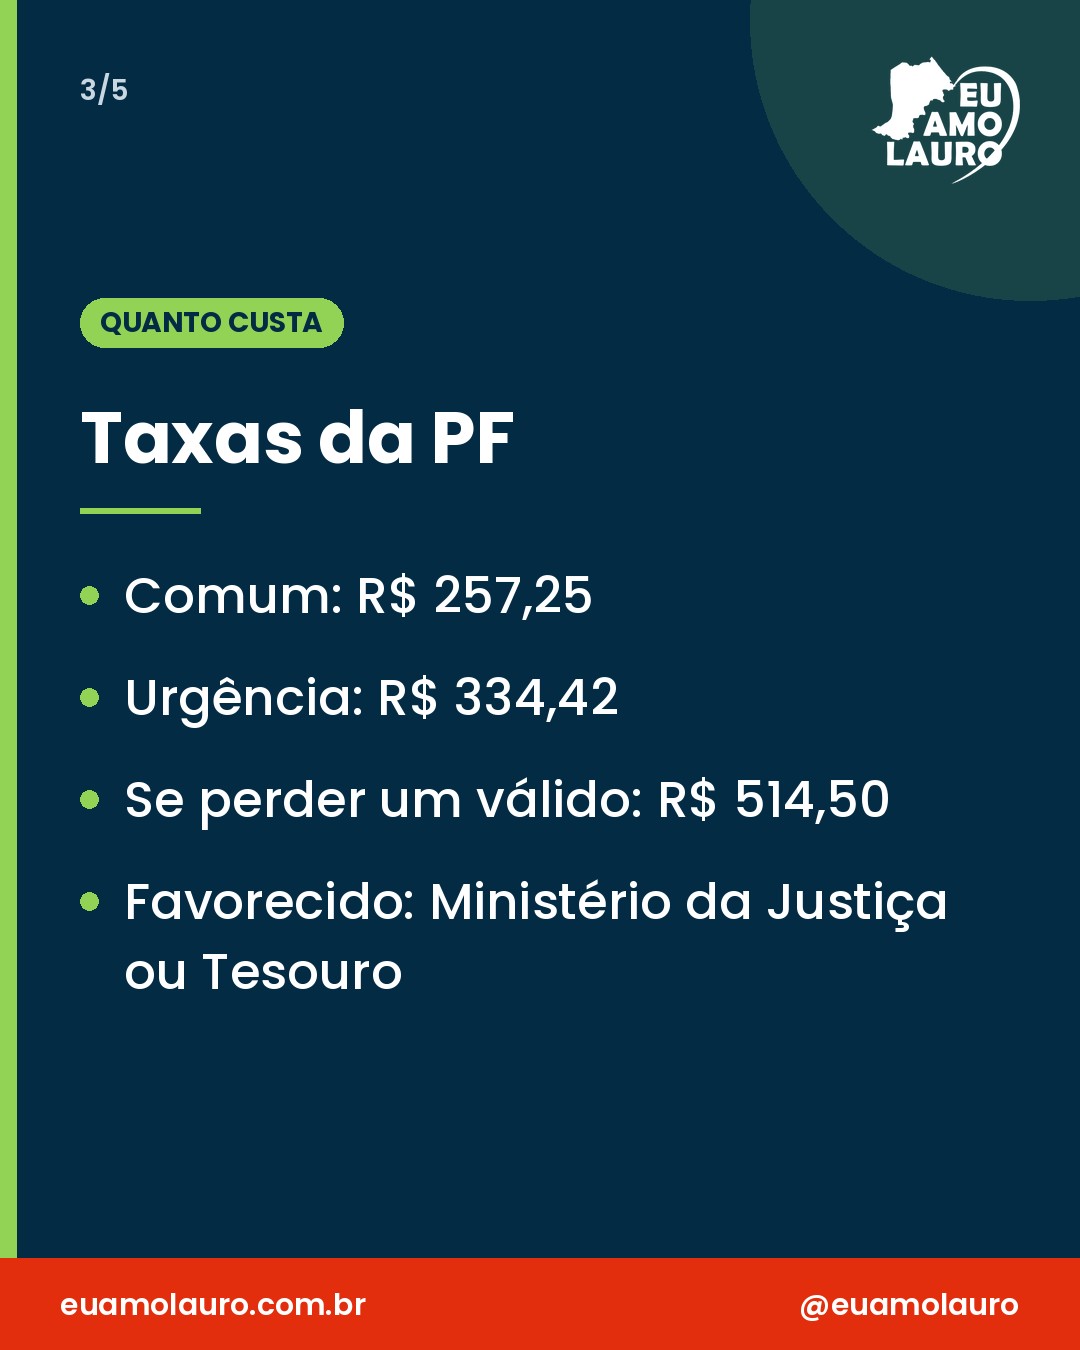 3/5
EU
AMO
LAURO
QUANTO CUSTA
Taxas da PF
Comum: R$ 257,25
Urgência: R$ 334,42
Se perder um válido: R$ 514,50
Favorecido: Ministério da Justiça
ou Tesouro
euamolauro.com.br
@euamolauro